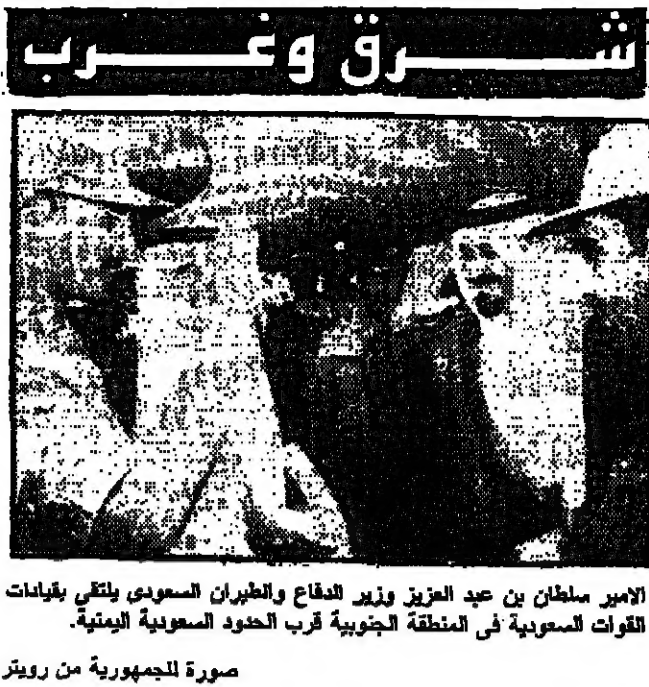 شرق وغرب
الامير سلطان بن عبد العزيز وزير الدفاع والطيران السعودى يلتقي بقيادات
القوات السعودية فى المنطقة الجنوبية قرب الحدود السعودية اليمنية.
صورة للجمهورية من رويتر